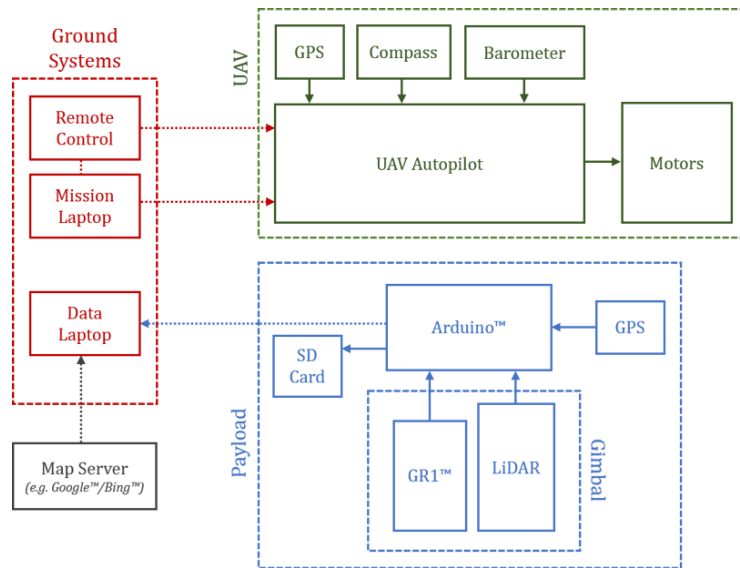 Ground
Systems
Remote
Control
Mission
Laptop
Data
Laptop
Map Server
(e.g. Google™/Bing™)
UAV
GPS
Compass
Barometer
UAV Autopilot
Motors
Payload
Arduino™
GPS
SD
Card
GR1™
LiDAR
Gimbal